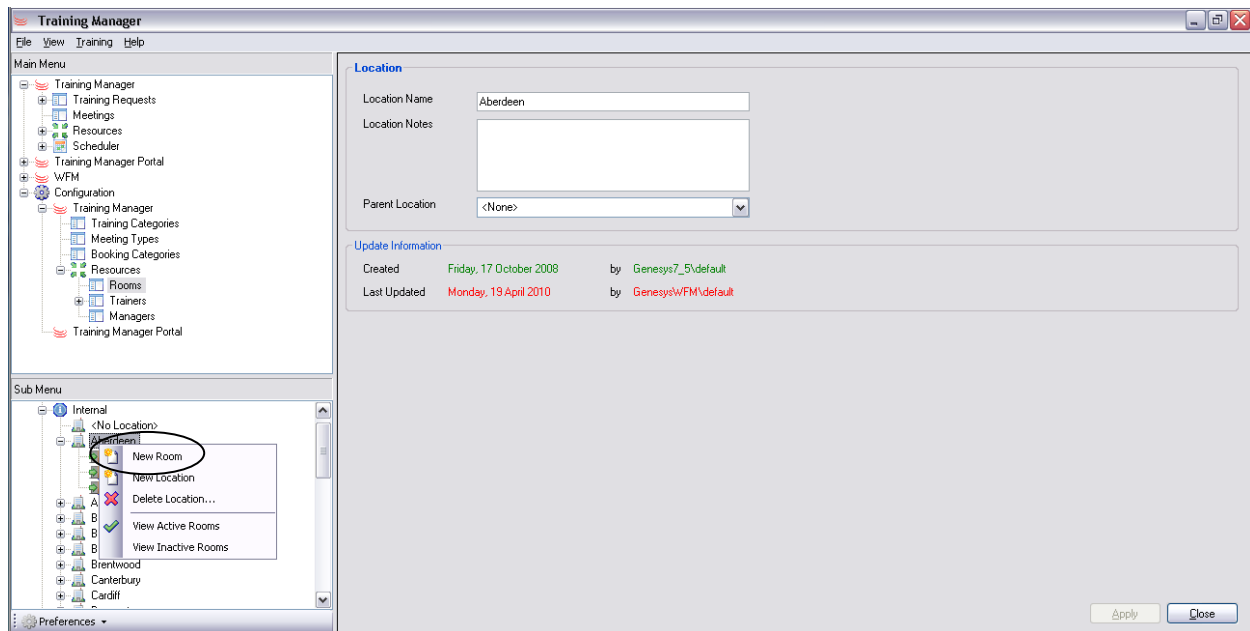 Training Manager
File View Training Help
Main Menu
Training Manager
Training Requests
Meetings
Resources
Scheduler
Training Manager Portal
WFM
Configuration
Training Manager
Training Categories
Meeting Types
Booking Categories
Resources
Rooms
Trainers
Managers
Training Manager Portal
Sub Menu
Internal
<No Location>
Aberdeen
New Room
New Location
A Delete Location...
B
View Active Rooms
B
B View Inactive Rooms
Brentwood
Canterbury
Cardiff
Preferences
Location
Location Name Aberdeen
Location Notes
Parent Location <None>
Update Information
Created Friday, 17 October 2008 by Genesys7_5\default
Last Updated Monday, 19 April 2010 by GenesysWFM\default
Apply Close